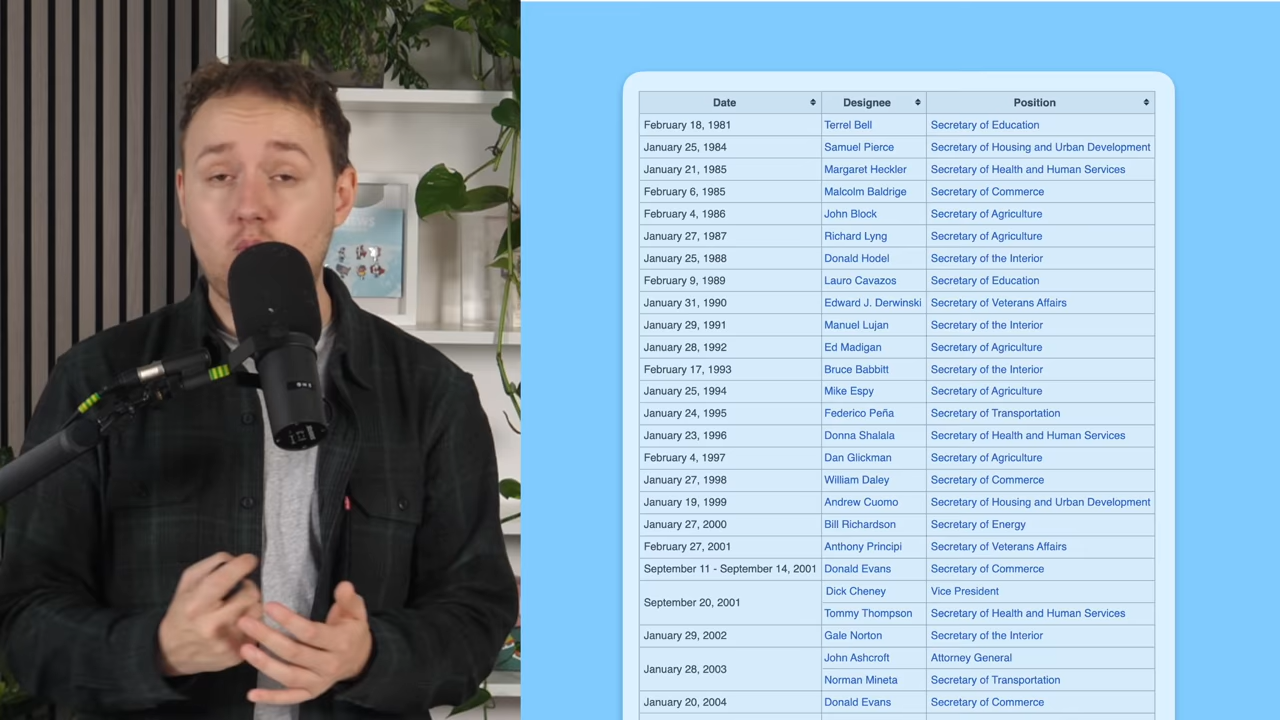 Date Designee Position
February 18, 1981 Terrel Bell Secretary of Education
January 25, 1984 Samuel Pierce Secretary of Housing and Urban Development
January 21, 1985 Margaret Heckler Secretary of Health and Human Services
February 6, 1985 Malcolm Baldrige Secretary of Commerce
February 4, 1986 John Block Secretary of Agriculture
January 27, 1987 Richard Lyng Secretary of Agriculture
January 25, 1988 Donald Hodel Secretary of the Interior
February 9, 1989 Lauro Cavazos Secretary of Education
January 31, 1990 Edward J. Derwinski Secretary of Veterans Affairs
January 29, 1991 Manuel Lujan Secretary of the Interior
January 28, 1992 Ed Madigan Secretary of Agriculture
February 17, 1993 Bruce Babbitt Secretary of the Interior
January 25, 1994 Mike Espy Secretary of Agriculture
January 24, 1995 Federico Peña Secretary of Transportation
January 23, 1996 Donna Shalala Secretary of Health and Human Services
February 4, 1997 Dan Glickman Secretary of Agriculture
January 27, 1998 William Daley Secretary of Commerce
January 19, 1999 Andrew Cuomo Secretary of Housing and Urban Development
January 27, 2000 Bill Richardson Secretary of Energy
February 27, 2001 Anthony Principi Secretary of Veterans Affairs
September 11 - September 14, 2001 Donald Evans Secretary of Commerce
September 20, 2001 Dick Cheney Vice President
Tommy Thompson Secretary of Health and Human Services
January 29, 2002 Gale Norton Secretary of the Interior
January 28, 2003 John Ashcroft Attorney General
Norman Mineta Secretary of Transportation
January 20, 2004 Donald Evans Secretary of Commerce